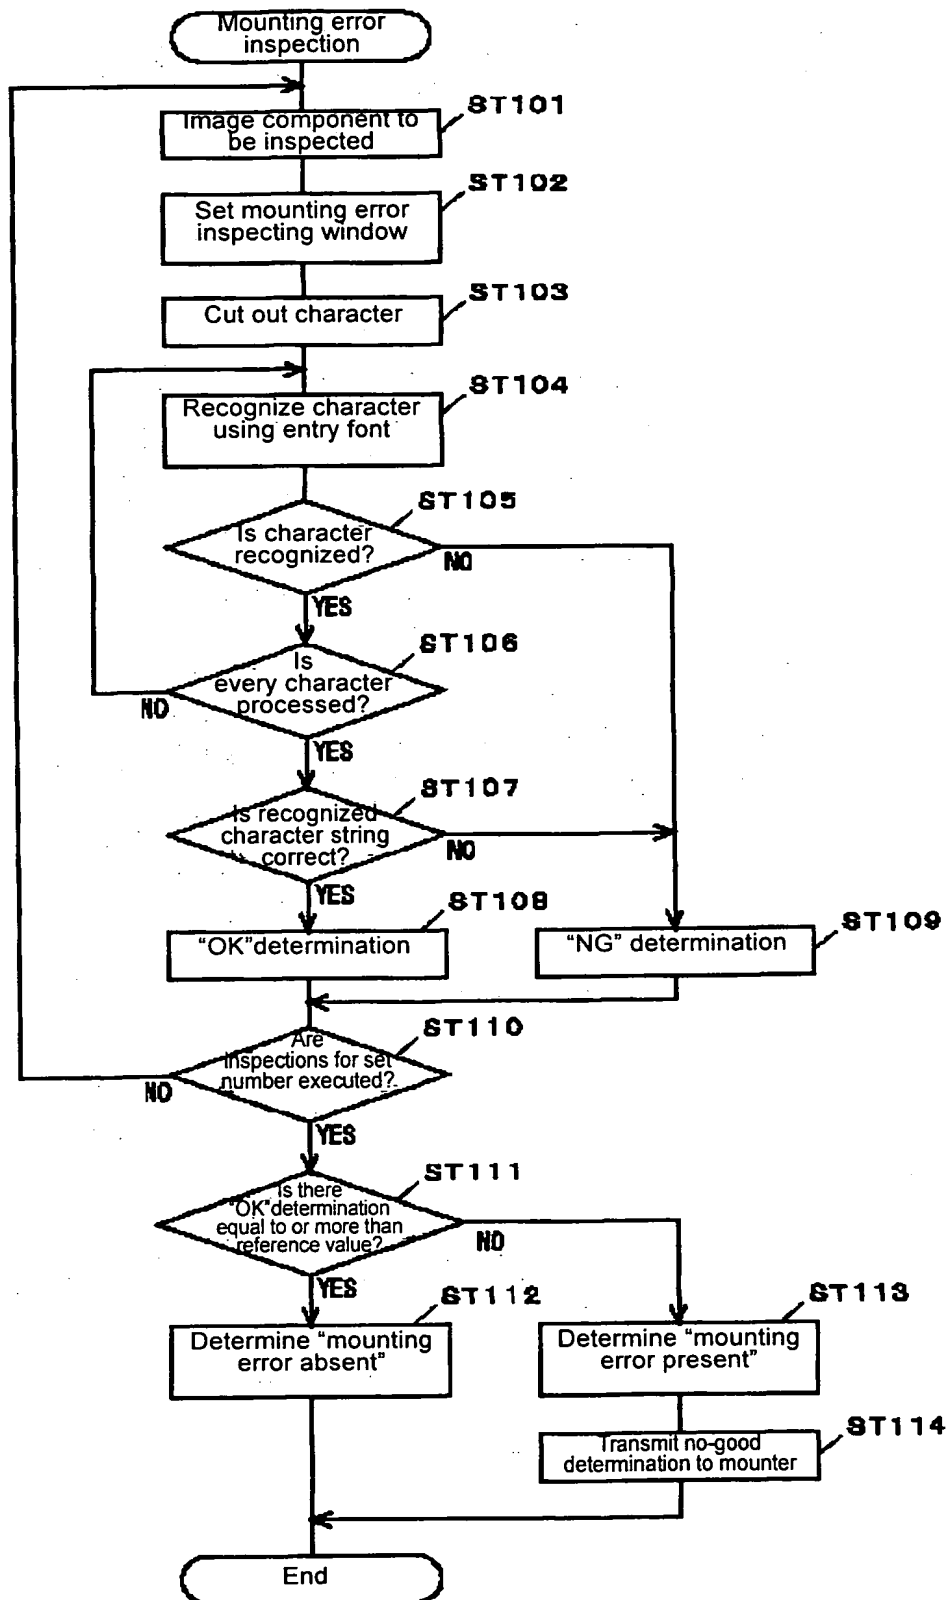 Mounting error
inspection
ST101
Image component to
be inspected
ST102
Set mounting error
inspecting window
ST103
Cut out character
ST104
Recognize character
using entry font
ST105
Is character
recognized?
NO
YES
ST106
Is
every character
processed?
NO
YES
ST107
Is recognized
character string
correct?
NO
YES
ST108
"OK"determination
ST109
"NG" determination
ST110
Are
inspections for set
number executed?
NO
YES
ST111
Is there
"OK"determination
equal to or more than
reference value?
NO
YES
ST112
Determine "mounting
error absent"
ST113
Determine "mounting
error present"
ST114
Transmit no-good
determination to mounter
End